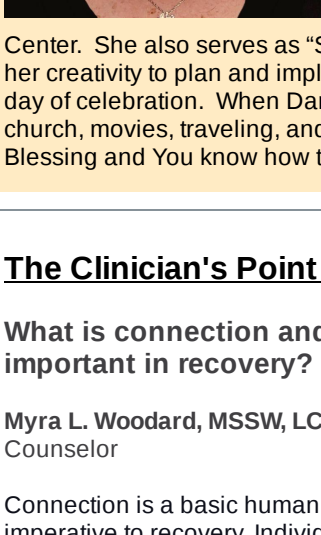 Center.  She also serves as “S
her creativity to plan and impl
day of celebration.  When Dar
church, movies, traveling, and
Blessing and You know how t
The Clinician's Point
What is connection and
important in recovery?
Myra L. Woodard, MSSW, LC
Counselor
Connection is a basic human
imperative to recovery. Individ